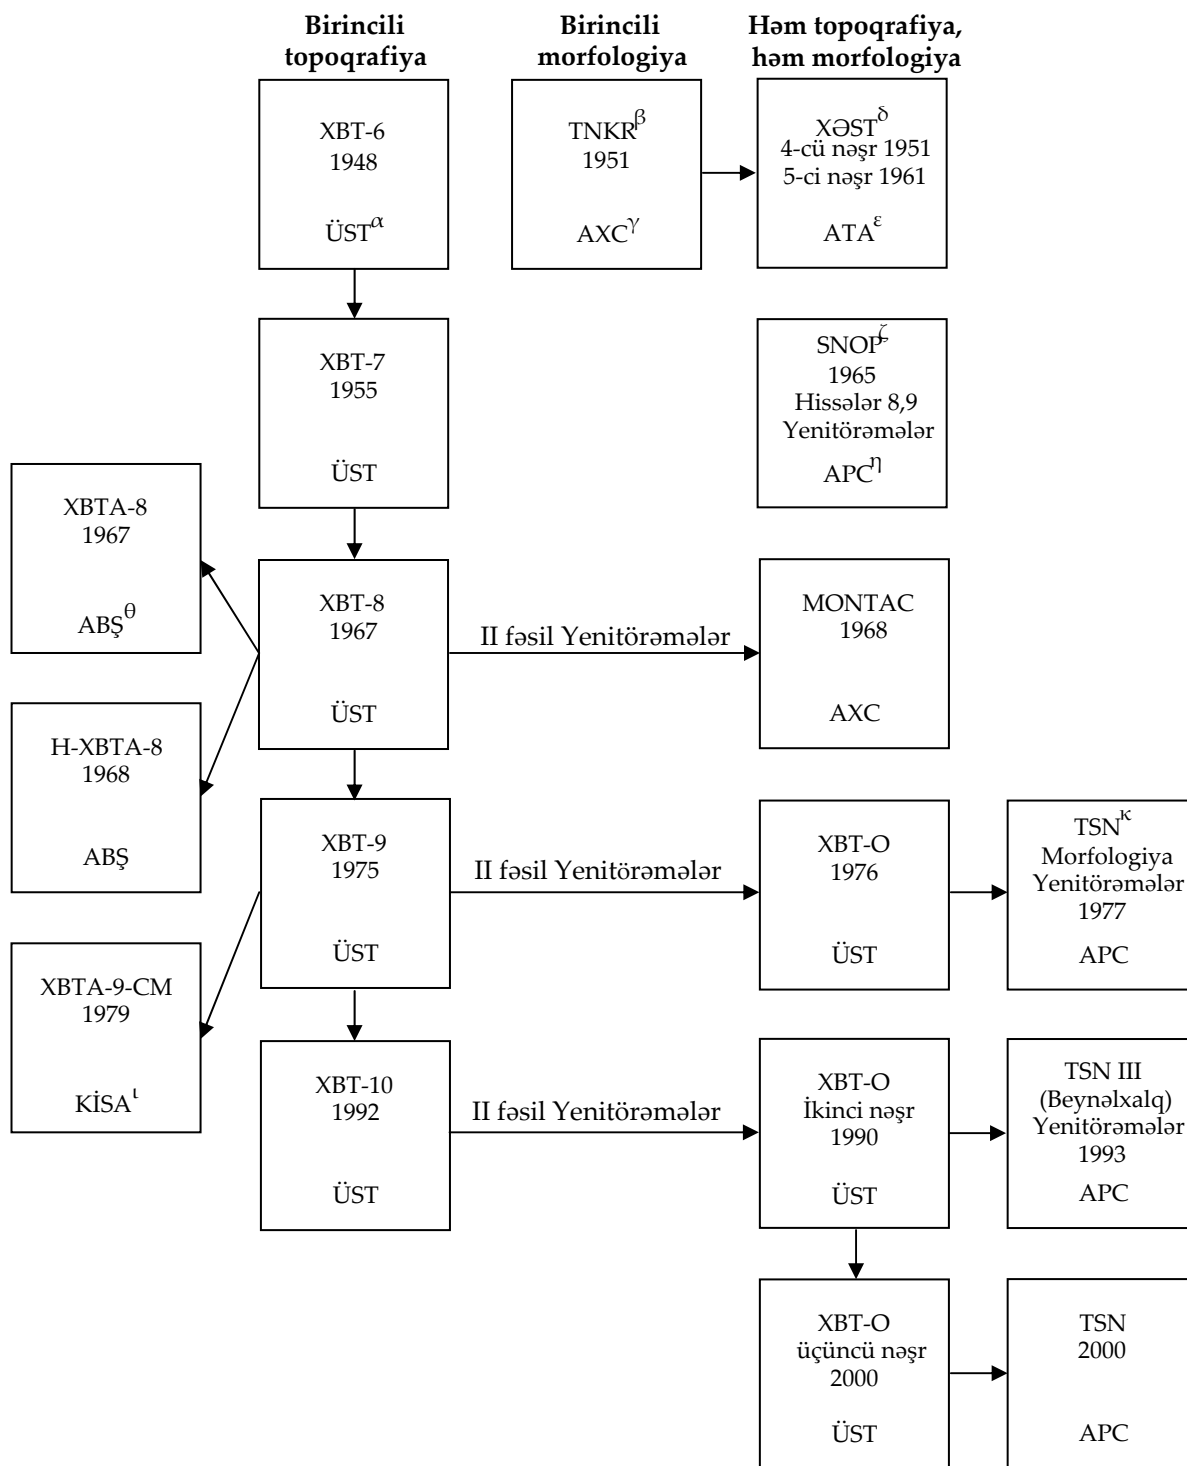 Birincili
topoqrafiya
Birincili
morfologiya
Həm topoqrafiya,
həm morfologiya
XBT-6
1948
ÜSTα
TNKRβ
1951
AXCγ
XƏSTδ
4-cü nəşr 1951
5-ci nəşr 1961
ATAε
XBT-7
1955
ÜST
SNOPζ
1965
Hissələr 8,9
Yenitörəmələr
APCη
XBTA-8
1967
ABŞθ
XBT-8
1967
ÜST
II fəsil Yenitörəmələr
MONTAC
1968
AXC
H-XBTA-8
1968
ABŞ
XBT-9
1975
ÜST
II fəsil Yenitörəmələr
XBT-O
1976
ÜST
TSNκ
Morfologiya
Yenitörəmələr
1977
APC
XBTA-9-CM
1979
KİSAι
XBT-10
1992
ÜST
II fəsil Yenitörəmələr
XBT-O
İkinci nəşr
1990
ÜST
TSN III
(Beynəlxalq)
Yenitörəmələr
1993
APC
XBT-O
üçüncü nəşr
2000
ÜST
TSN
2000
APC